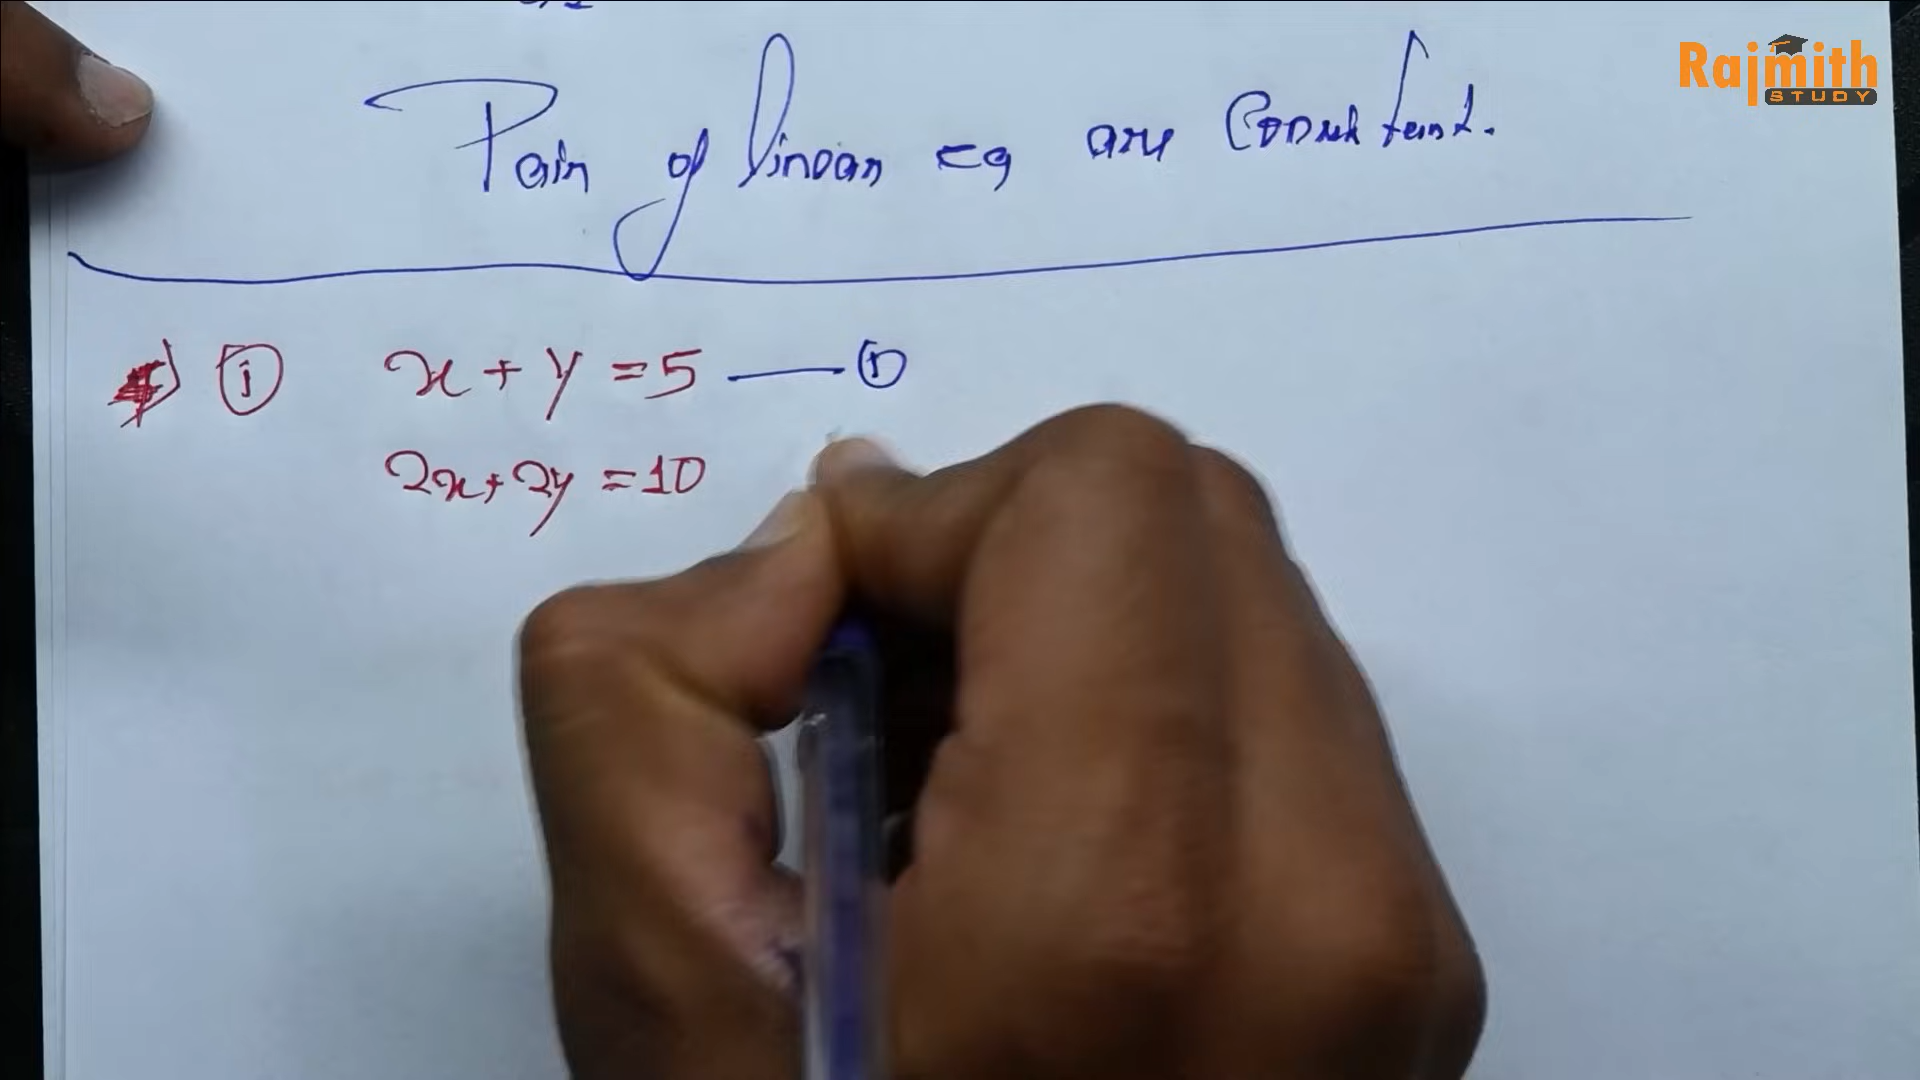 Rajmith
STUDY
Pair of linear eq are Consistent.
(i) x + y = 5 — (1)
2x + 2y = 10